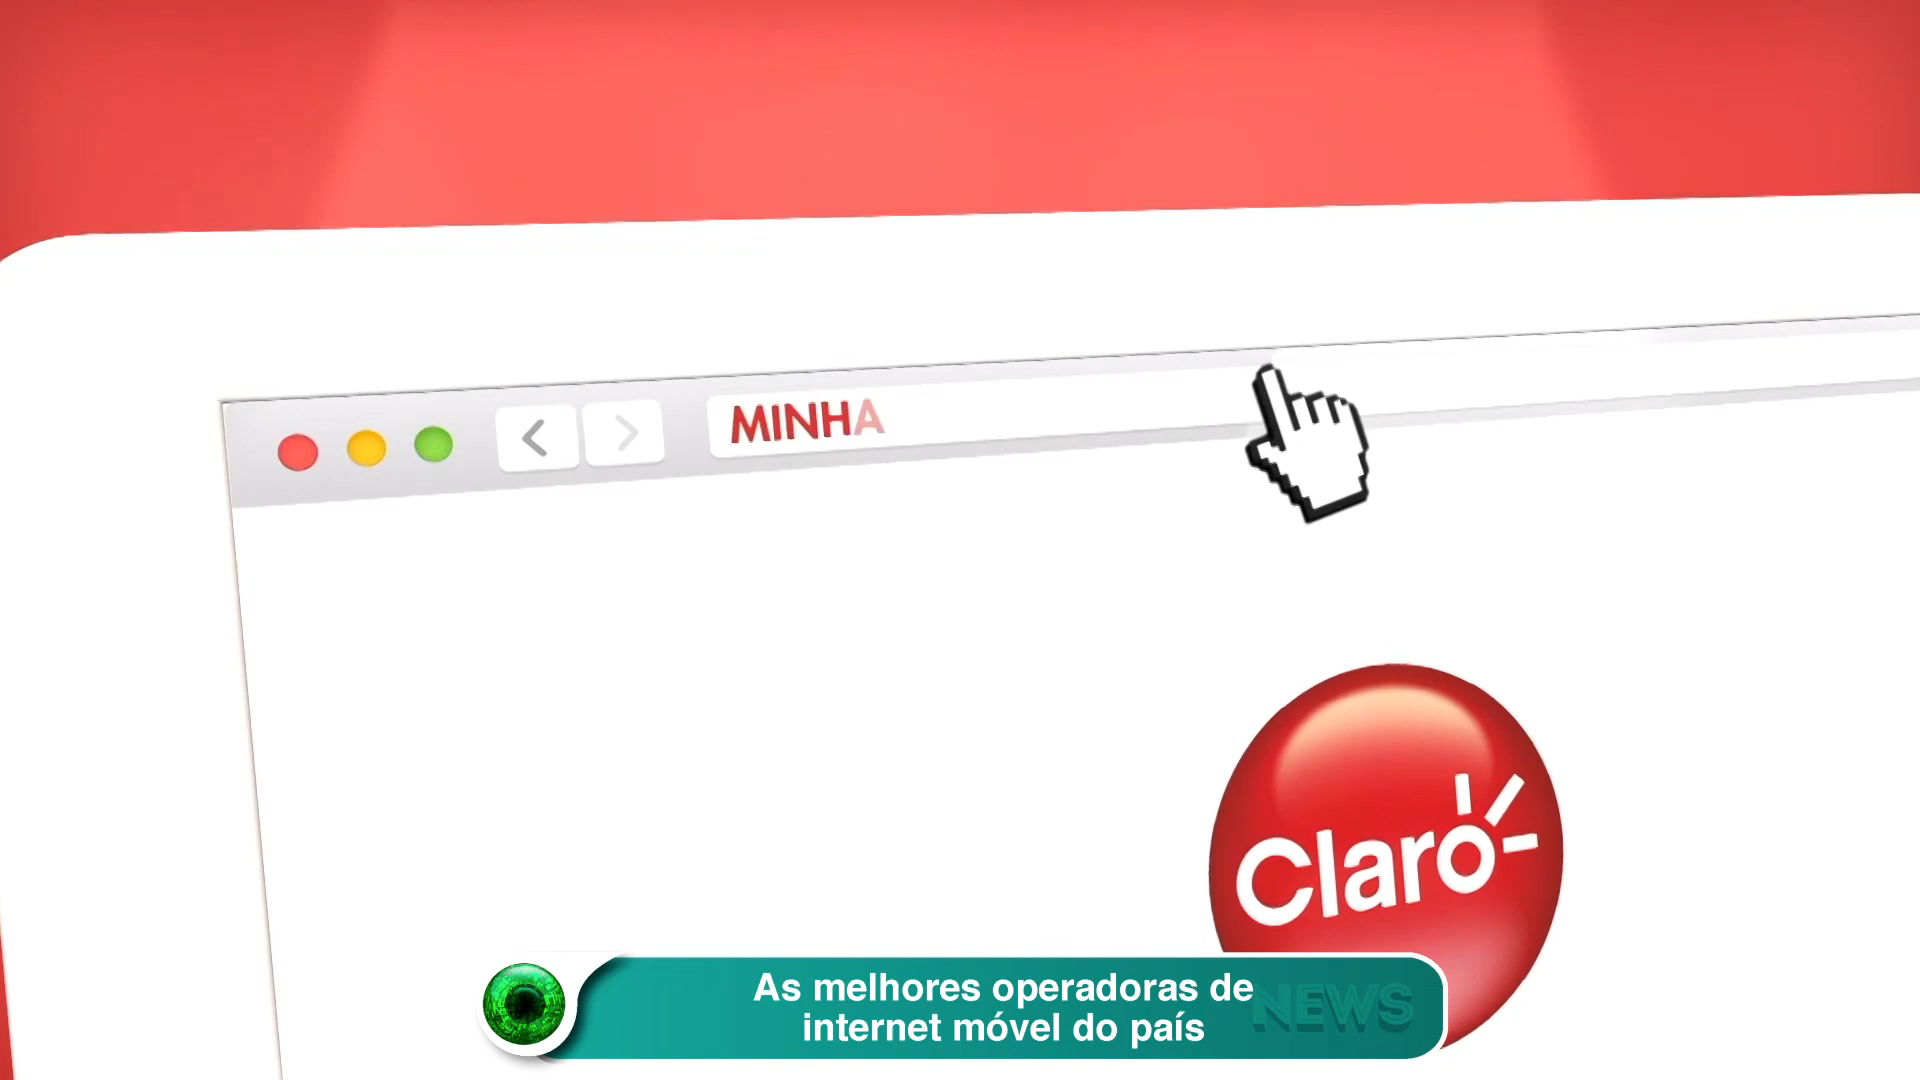 MINHA
Claro
As melhores operadoras de
internet móvel do país
NEWS